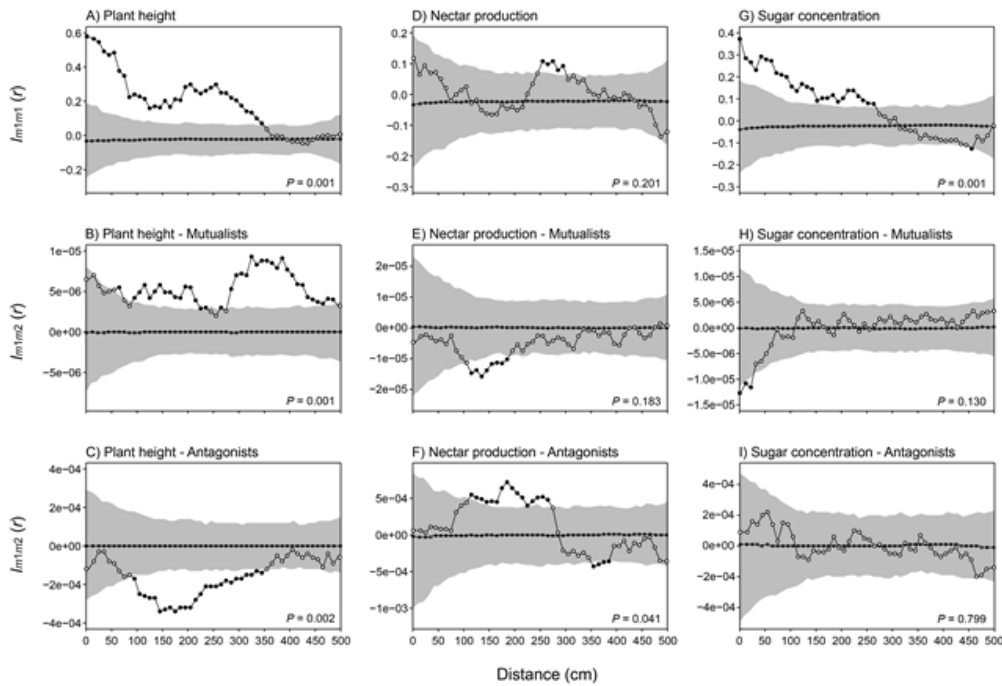 A) Plant height
D) Nectar production
G) Sugar concentration
I m1m1 (r)
0.6
0.4
0.2
0.0
−0.2
P = 0.001
0.2
0.1
0.0
−0.1
−0.2
−0.3
P = 0.201
0.4
0.3
0.2
0.1
0.0
−0.1
−0.2
−0.3
P = 0.001
B) Plant height - Mutualists
E) Nectar production - Mutualists
H) Sugar concentration - Mutualists
I m1m2 (r)
1e−05
5e−06
0e+00
−5e−06
P = 0.001
2e−05
1e−05
0e+00
−1e−05
−2e−05
P = 0.183
1.5e−05
1.0e−05
5.0e−06
0.0e+00
−5.0e−06
−1.0e−05
−1.5e−05
P = 0.130
C) Plant height - Antagonists
F) Nectar production - Antagonists
I) Sugar concentration - Antagonists
I m1m2 (r)
4e−04
2e−04
0e+00
−2e−04
−4e−04
P = 0.002
5e−04
0e+00
−5e−04
−1e−03
P = 0.041
4e−04
2e−04
0e+00
−2e−04
−4e−04
P = 0.799
0 50 100 150 200 250 300 350 400 450 500
0 50 100 150 200 250 300 350 400 450 500
0 50 100 150 200 250 300 350 400 450 500
Distance (cm)